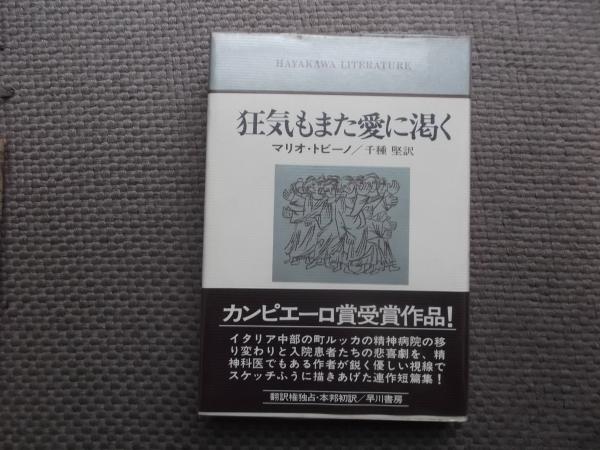 HAYAKAWA LITERATURE
狂気もまた愛に渇く
マリオ・トビーノ/千種 堅訳
カンピエーロ賞受賞作品!
イタリア中部の町ルッカの精神病院の移
り変わりと入院患者たちの悲喜劇を、精
神科医でもある作者が鋭く優しい視線で
スケッチふうに描きあげた連作短篇集!
翻訳権独占・本邦初訳/早川書房